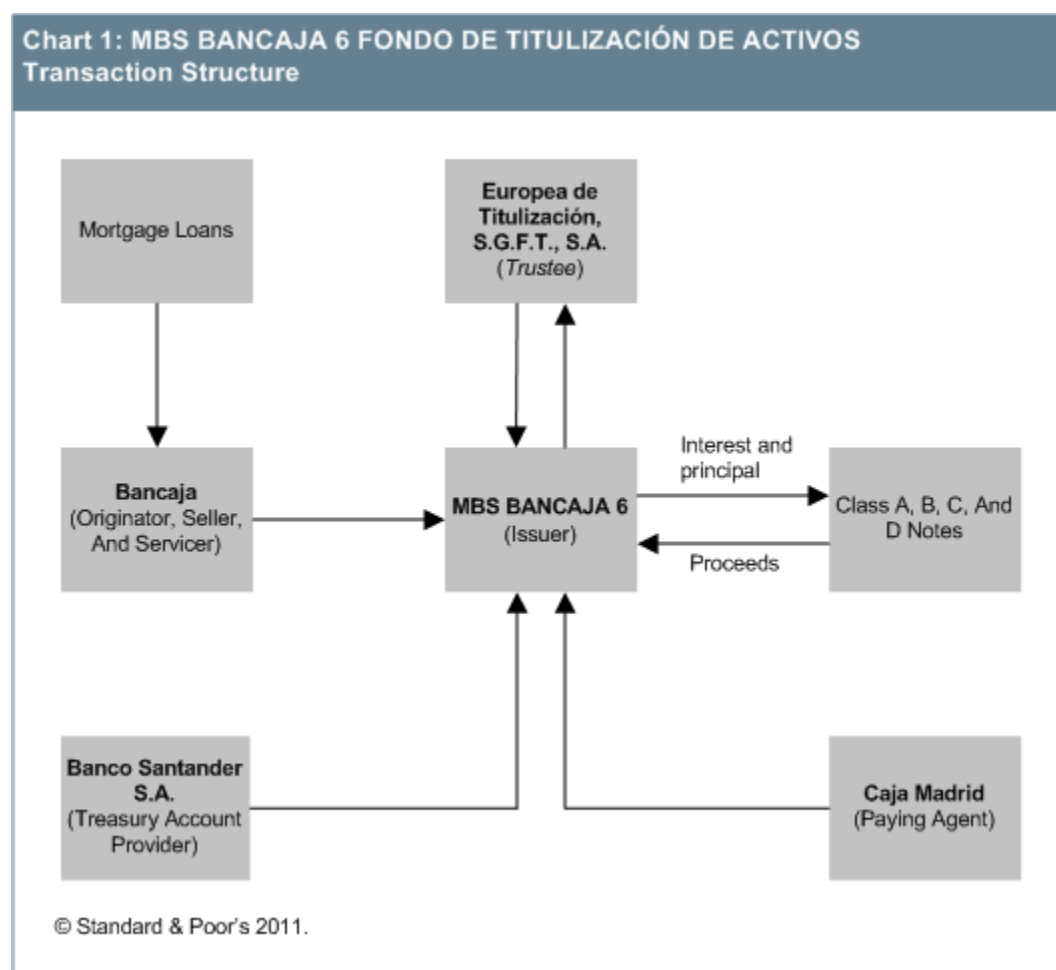 Chart 1: MBS BANCAJA 6 FONDO DE TITULIZACIÓN DE ACTIVOS
Transaction Structure
Mortgage Loans
Europea de
Titulización,
S.G.F.T., S.A.
(Trustee)
Bancaja
(Originator, Seller,
And Servicer)
MBS BANCAJA 6
(Issuer)
Interest and
principal
Proceeds
Class A, B, C, And
D Notes
Banco Santander
S.A.
(Treasury Account
Provider)
Caja Madrid
(Paying Agent)
© Standard & Poor's 2011.